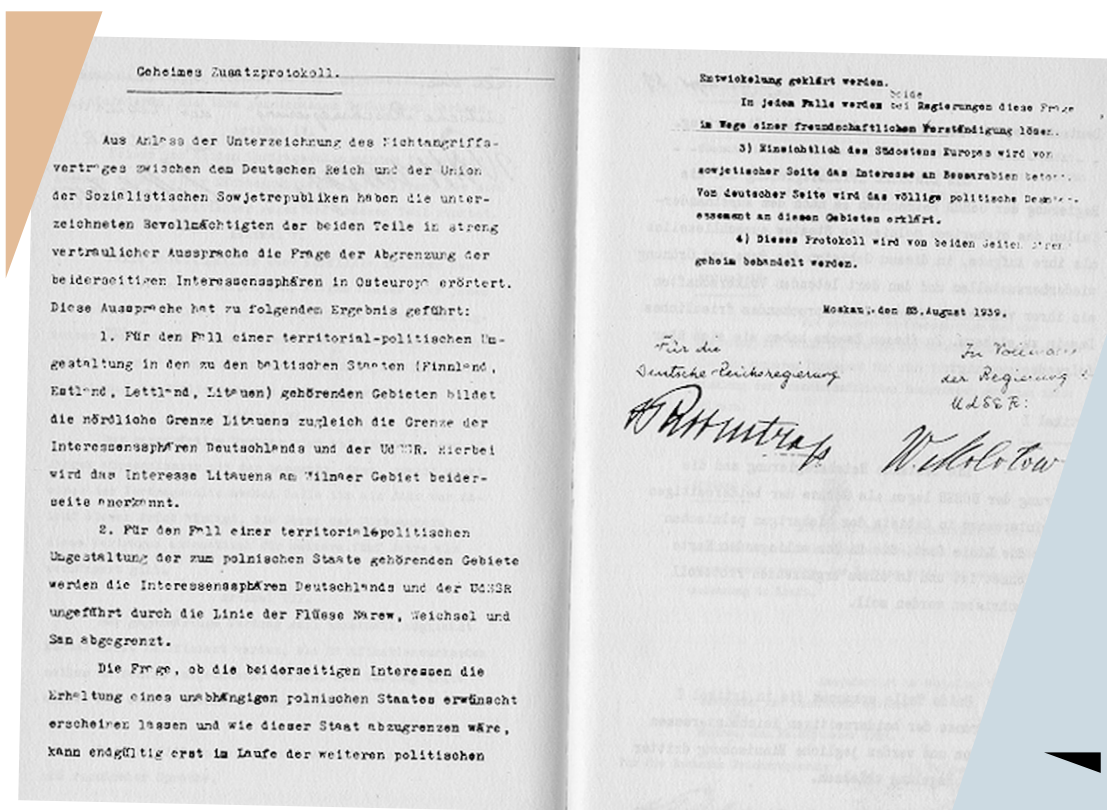 Geheimes Zusatzprotokoll.
Aus Anlass der Unterzeichnung des Nichtangriffs-
vertrages zwischen dem Deutschen Reich und der Union
der Sozialistischen Sowjetrepubliken haben die unter-
zeichneten Bevollmächtigten der beiden Teile in streng
vertraulicher Aussprache die Frage der Abgrenzung der
beiderseitigen Interessensphären in Osteuropa erörtert.
Diese Aussprache hat zu folgendem Ergebnis geführt:
1. Für den Fall einer territorial-politischen Um-
gestaltung in den zu den baltischen Staaten (Finnland,
Estland, Lettland, Litauen) gehörenden Gebieten bildet
die nördliche Grenze Litauens zugleich die Grenze der
Interessensphären Deutschlands und der UdSSR. Hierbei
wird das Interesse Litauens am Wilnaer Gebiet beider-
seits anerkannt.
2. Für den Fall einer territorial-politischen
Umgestaltung der zum polnischen Staate gehörenden Gebiete
werden die Interessensphären Deutschlands und der UdSSR
ungefähr durch die Linie der Flüsse Narew, Weichsel und
San abgegrenzt.
Die Frage, ob die beiderseitigen Interessen die
Erhaltung eines unabhängigen polnischen Staates erwünscht
erscheinen lassen und wie dieser Staat abzugrenzen wäre,
kann endgültig erst im Laufe der weiteren politischen
Entwickelung geklärt werden.
beide
In jedem Falle werden bei Regierungen diese Frage
im Wege einer freundschaftlichen Verständigung lösen.
3) Hinsichtlich des Südostens Europas wird von
sowjetischer Seite das Interesse an Bessarabien betont.
Von deutscher Seite wird das völlige politische Desinter-
essement an diesen Gebieten erklärt.
4) Dieses Protokoll wird von beiden Seiten streng
geheim behandelt werden.
Moskau, den 23. August 1939.
Für die
Deutsche Reichsregierung
In Vollmacht
der Regierung
UdSSR: